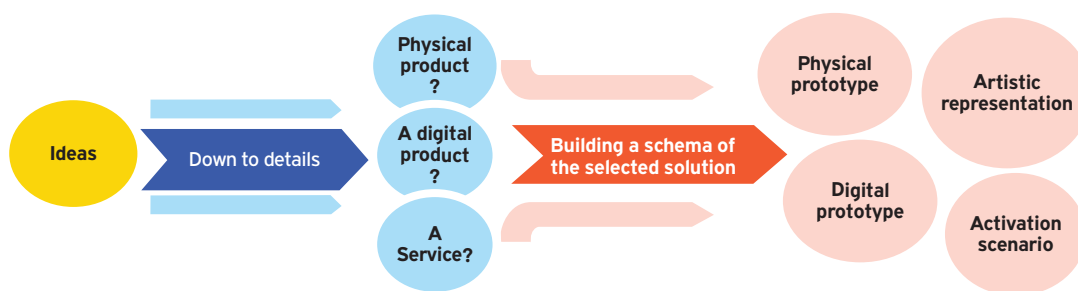 Ideas
Down to details
Physical
product
?
A digital
product
?
A
Service?
Building a schema of
the selected solution
Physical
prototype
Artistic
representation
Digital
prototype
Activation
scenario